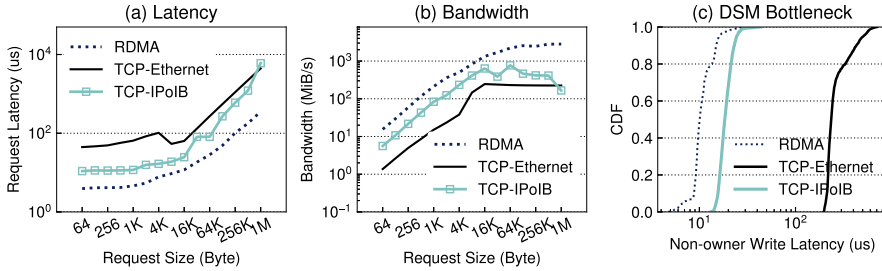 (a) Latency
Request Latency (us)
10^4
10^2
10^0
RDMA
TCP-Ethernet
TCP-IPoIB
64 256 1K 4K 16K 64K 256K 1M
Request Size (Byte)
(b) Bandwidth
Bandwidth (MiB/s)
10^3
10^2
10^1
10^0
10^-1
RDMA
TCP-Ethernet
TCP-IPoIB
64 256 1K 4K 16K 64K 256K 1M
Request Size (Byte)
(c) DSM Bottleneck
CDF
1.0
0.8
0.6
0.4
0.2
0.0
RDMA
TCP-Ethernet
TCP-IPoIB
10^1 10^2
Non-owner Write Latency (us)